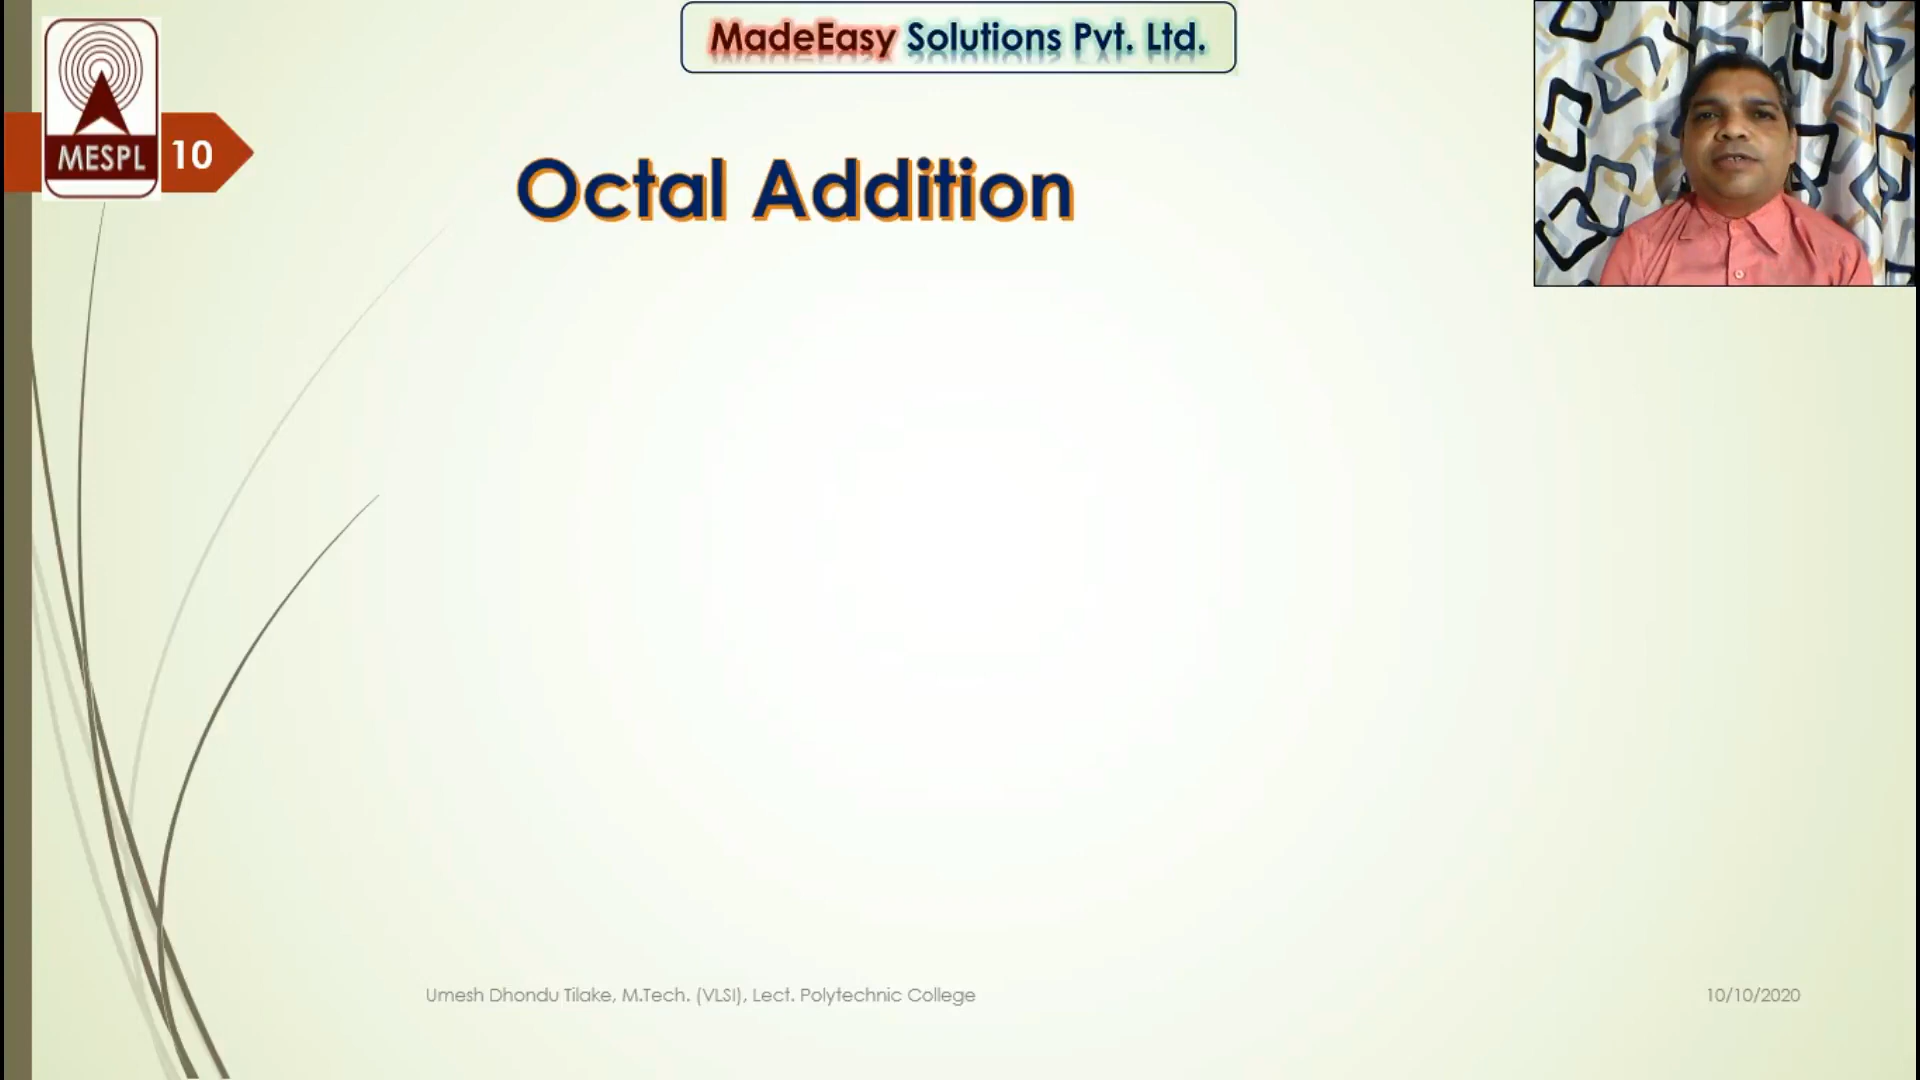 MadeEasy Solutions Pvt. Ltd.
MESPL
10
Octal Addition
Umesh Dhondu Tilake, M.Tech. (VLSI), Lect. Polytechnic College
10/10/2020